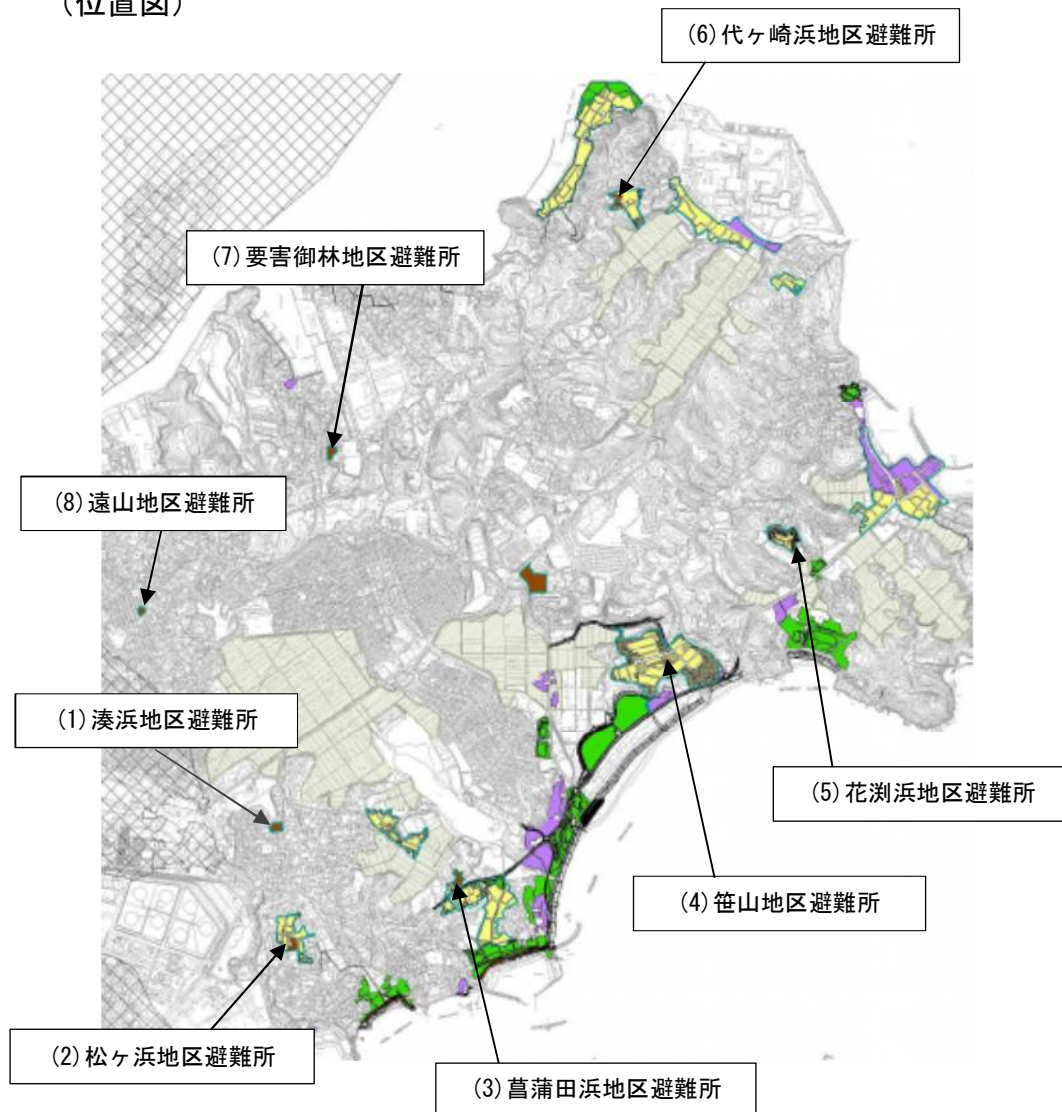 (位置図)
(6)代ヶ崎浜地区避難所
(7)要害御林地区避難所
(8)遠山地区避難所
(1)湊浜地区避難所
(5)花渕浜地区避難所
(4)笹山地区避難所
(2)松ヶ浜地区避難所
(3)菖蒲田浜地区避難所